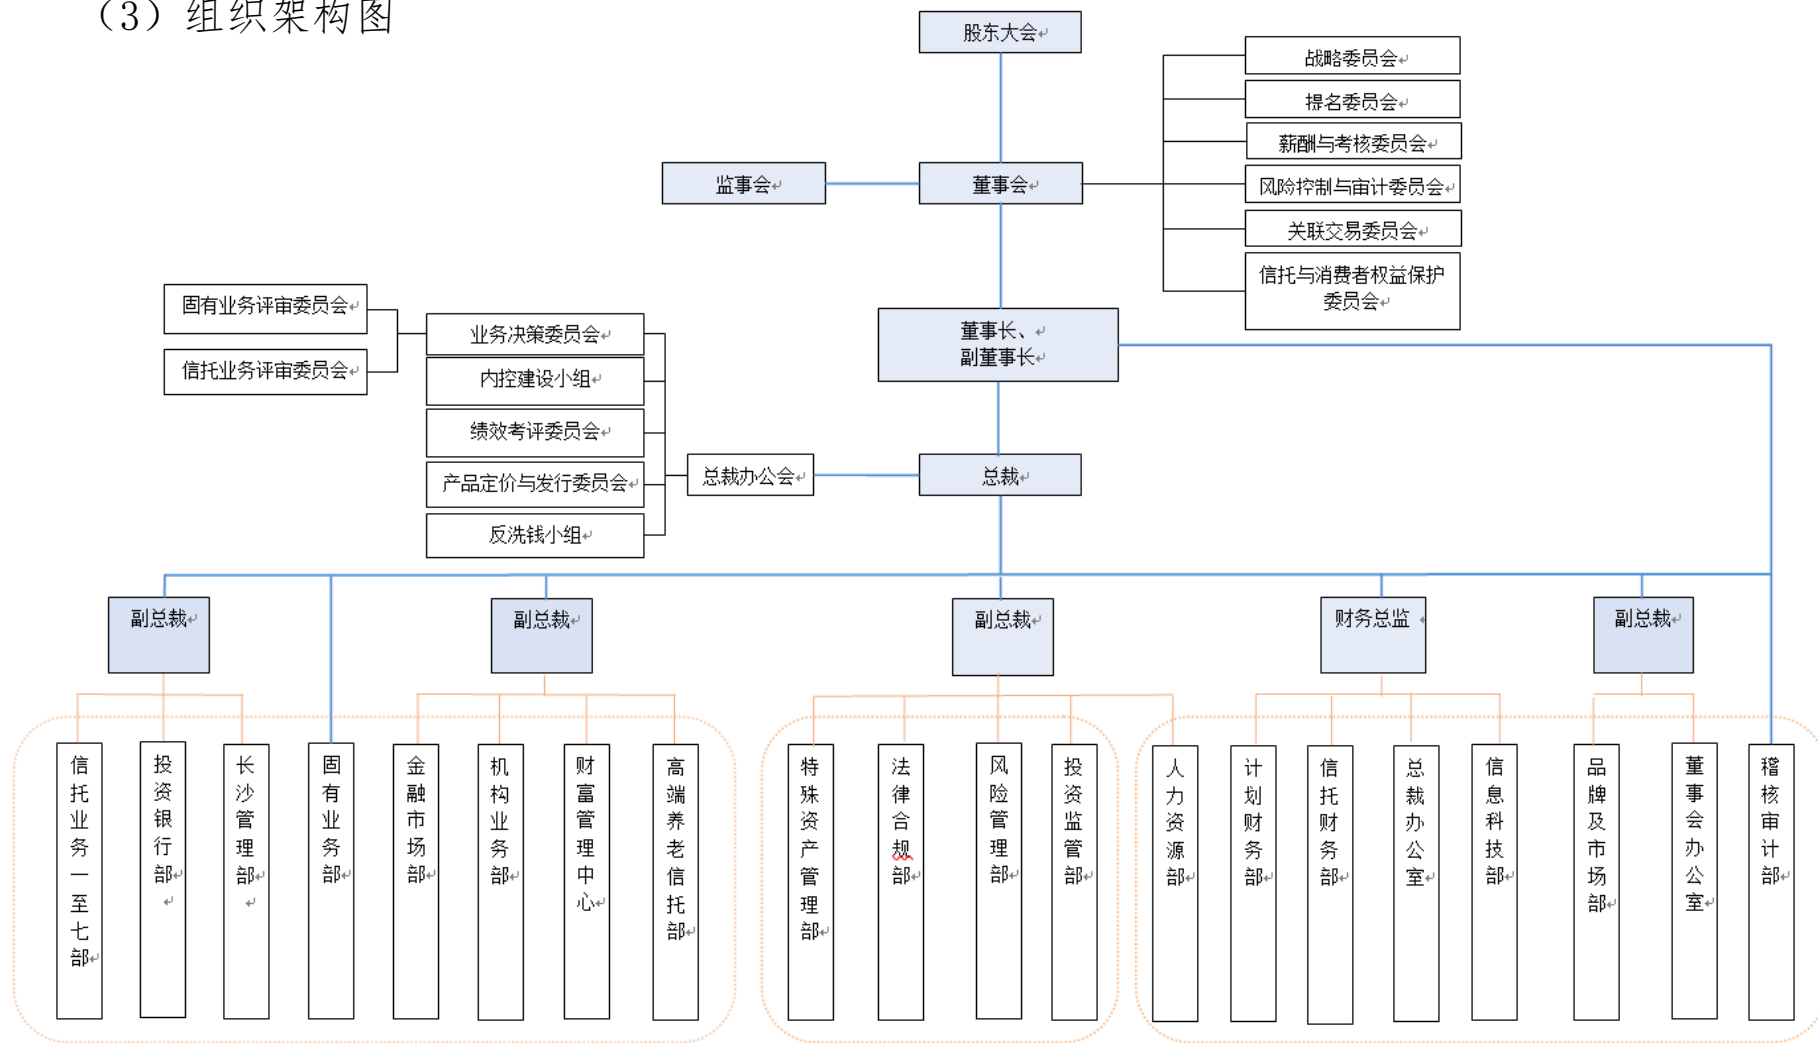 （3）组织架构图
股东大会
战略委员会
提名委员会
薪酬与考核委员会
监事会
董事会
风险控制与审计委员会
关联交易委员会
信托与消费者权益保护
委员会
固有业务评审委员会
信托业务评审委员会
业务决策委员会
董事长、
副董事长
内控建设小组
绩效考评委员会
产品定价与发行委员会
反洗钱小组
总裁办公会
总裁
副总裁
副总裁
副总裁
财务总监
副总裁
信托业务一至七部
投资银行部
长沙管理部
固有业务部
金融市场部
机构业务部
财富管理中心
高端养老信托部
特殊资产管理部
法律合规部
风险管理部
投资监管部
人力资源部
计划财务部
信托财务部
总裁办公室
信息科技部
品牌及市场部
董事会办公室
稽核审计部